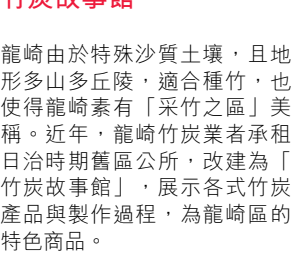 竹炭故事館
龍崎由於特殊沙質土壤，且地
形多山多丘陵，適合種竹，也
使得龍崎素有「采竹之區」美
稱。近年，龍崎竹炭業者承租
日治時期舊區公所，改建為「
竹炭故事館」，展示各式竹炭
產品與製作過程，為龍崎區的
特色商品。